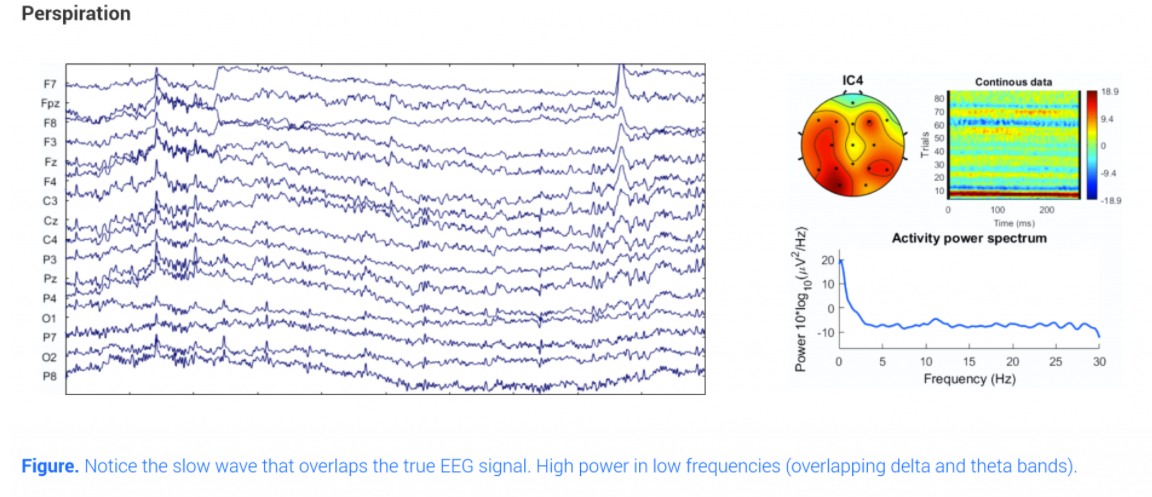 Perspiration
F7
Fpz
F8
F3
Fz
F4
C3
Cz
C4
P3
Pz
P4
O1
P7
O2
P8
IC4
Continous data
Trials
80
70
60
50
40
30
20
10
0
100
200
Time (ms)
18.9
9.4
0
-9.4
-18.9
Activity power spectrum
Power 10*log10(μV2/Hz)
20
10
0
-10
0
5
10
15
20
25
30
Frequency (Hz)
Figure. Notice the slow wave that overlaps the true EEG signal. High power in low frequencies (overlapping delta and theta bands).